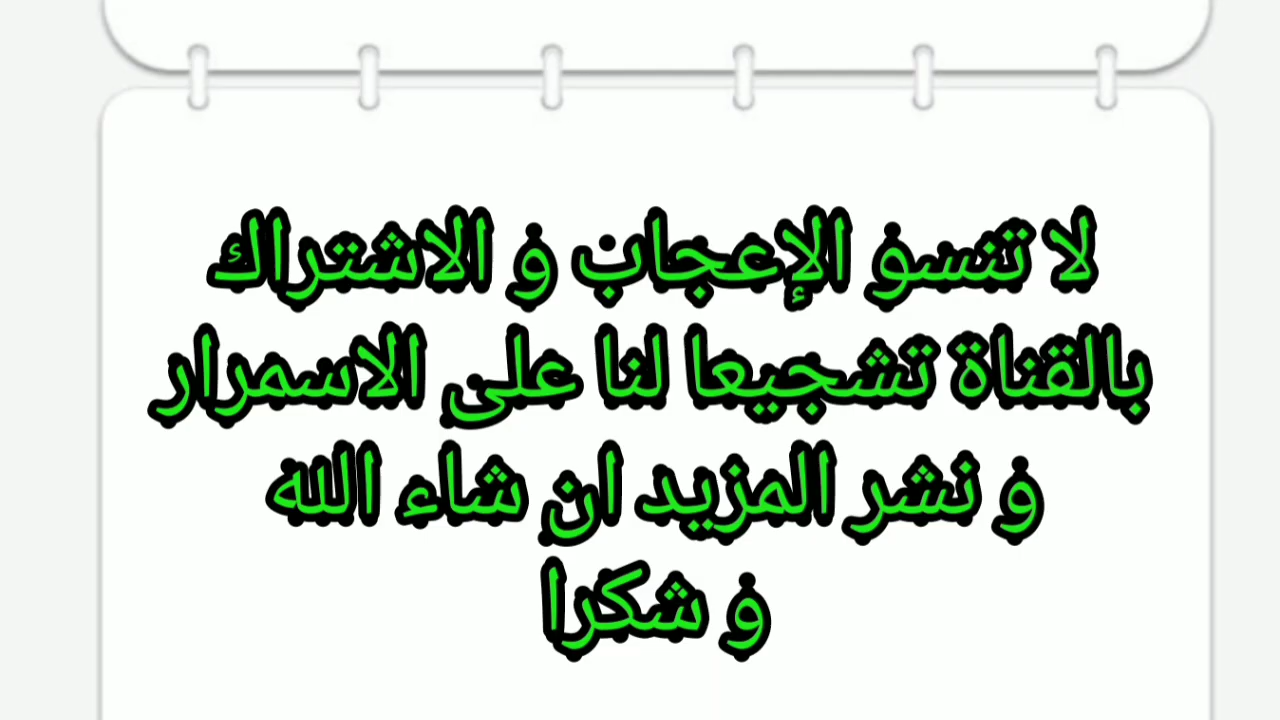 لا تنسو الإعجاب و الاشتراك
بالقناة تشجيعا لنا على الاسمرار
و نشر المزيد ان شاء الله
و شكرا